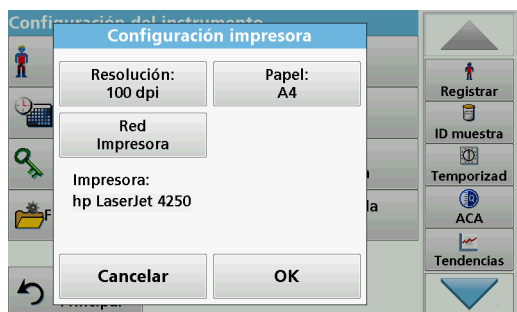 Configuración del instrumento
Configuración impresora
Resolución:
100 dpi
Papel:
A4
Red
Impresora
Impresora:
hp LaserJet 4250
Cancelar
OK
Principal
Registrar
ID muestra
Temporizad
ACA
Tendencias